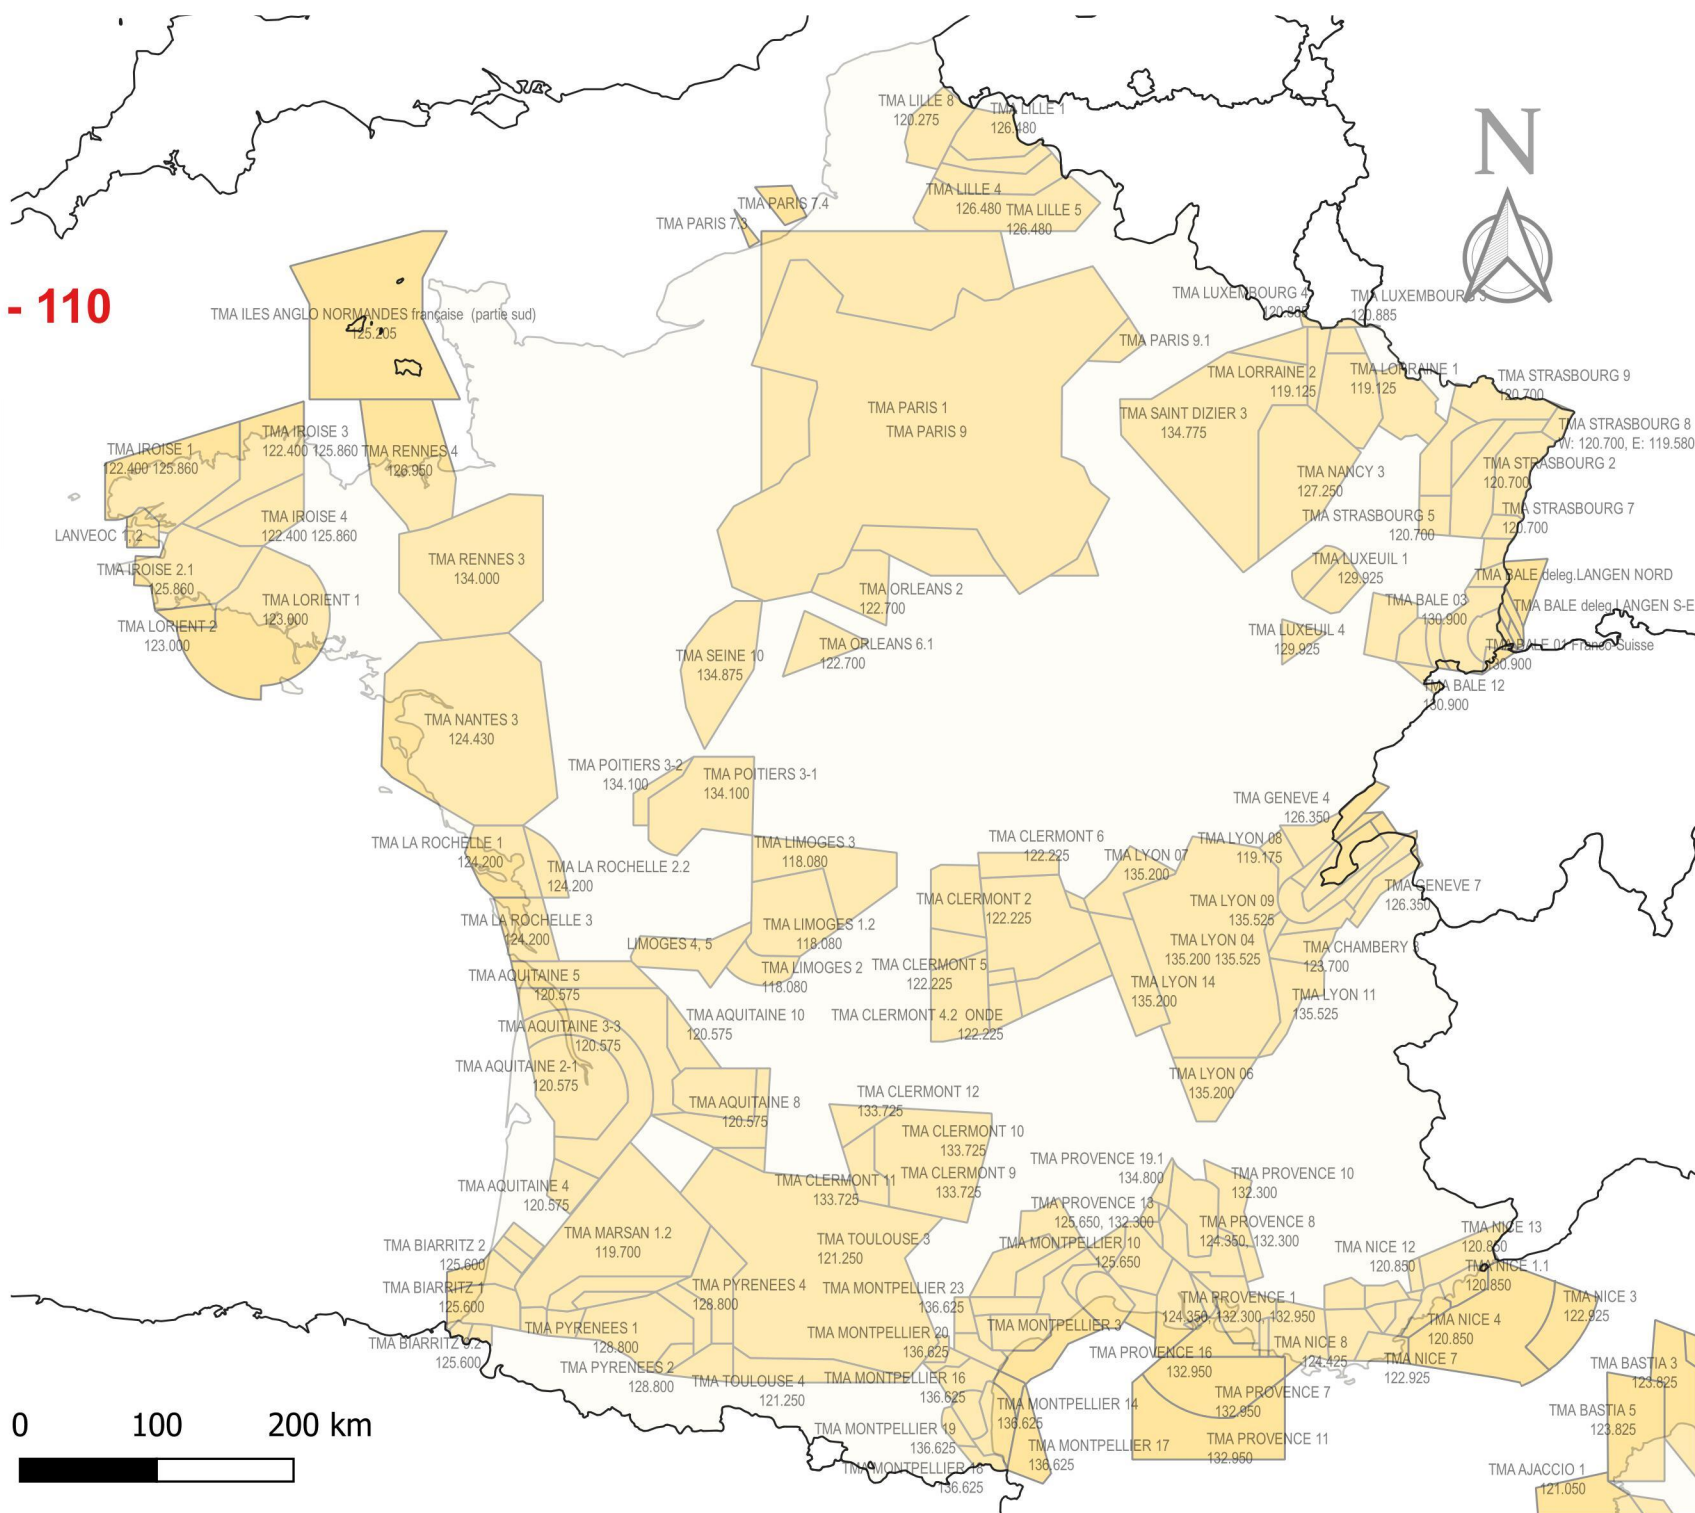 N
- 110
TMA LILLE 8
120.275
TMA LILLE 1
126.480
TMA LILLE 4
126.480
TMA LILLE 5
126.480
TMA PARIS 7.4
TMA PARIS 7.3
TMA ILES ANGLO NORMANDES française (partie sud)
125.205
TMA LUXEMBOURG 4
120.885
TMA LUXEMBOURG 3
120.885
TMA PARIS 9.1
TMA LORRAINE 2
119.125
TMA LORRAINE 1
119.125
TMA STRASBOURG 9
120.700
TMA PARIS 1
TMA PARIS 9
TMA SAINT DIZIER 3
134.775
TMA STRASBOURG 8
W: 120.700, E: 119.580
TMA IROISE 1
122.400 125.860
TMA IROISE 3
122.400 125.860
TMA RENNES 4
126.950
TMA NANCY 3
127.250
TMA STRASBOURG 2
120.700
TMA IROISE 4
122.400 125.860
TMA STRASBOURG 5
120.700
TMA STRASBOURG 7
120.700
LANVEOC 1, 2
TMA IROISE 2.1
125.860
TMA RENNES 3
134.000
TMA LUXEUIL 1
129.925
TMA BALE deleg.LANGEN NORD
TMA LORIENT 1
123.000
TMA LORIENT 2
123.000
TMA ORLEANS 2
122.700
TMA BALE 03
130.900
TMA BALE deleg.LANGEN S-E
TMA LUXEUIL 4
129.925
TMA BALE 01 Franco-Suisse
130.900
TMA ORLEANS 6.1
122.700
TMA SEINE 10
134.875
TMA BALE 12
130.900
TMA NANTES 3
124.430
TMA POITIERS 3-2
134.100
TMA POITIERS 3-1
134.100
TMA GENEVE 4
126.350
TMA LA ROCHELLE 1
124.200
TMA LA ROCHELLE 2.2
124.200
TMA LIMOGES 3
118.080
TMA CLERMONT 6
122.225
TMA LYON 07
135.200
TMA LYON 08
119.175
TMA GENEVE 7
126.350
TMA LA ROCHELLE 3
124.200
TMA LIMOGES 1.2
118.080
TMA CLERMONT 2
122.225
TMA LYON 09
135.525
LIMOGES 4, 5
TMA LIMOGES 2
118.080
TMA CLERMONT 5
122.225
TMA LYON 04
135.200 135.525
TMA CHAMBERY 3
123.700
TMA AQUITAINE 5
120.575
TMA LYON 14
135.200
TMA LYON 11
135.525
TMA AQUITAINE 3-3
120.575
TMA AQUITAINE 10
120.575
TMA CLERMONT 4.2 ONDE
122.225
TMA AQUITAINE 2-1
120.575
TMA LYON 06
135.200
TMA AQUITAINE 8
120.575
TMA CLERMONT 12
133.725
TMA CLERMONT 10
133.725
TMA CLERMONT 11
133.725
TMA CLERMONT 9
133.725
TMA AQUITAINE 4
120.575
TMA PROVENCE 19.1
134.800
TMA PROVENCE 10
132.300
TMA PROVENCE 13
125.650, 132.300
TMA PROVENCE 8
124.350, 132.300
TMA MARSAN 1.2
119.700
TMA TOULOUSE 3
121.250
TMA MONTPELLIER 10
125.650
TMA NICE 13
120.850
TMA NICE 12
120.850
TMA NICE 1.1
120.850
TMA BIARRITZ 2
125.600
TMA BIARRITZ 1
125.600
TMA PYRENEES 4
128.800
TMA MONTPELLIER 23
136.625
TMA PROVENCE 1
124.350, 132.300, 132.950
TMA NICE 3
122.925
TMA NICE 4
120.850
TMA PYRENEES 1
128.800
TMA MONTPELLIER 20
136.625
TMA MONTPELLIER 3
TMA NICE 8
124.425
TMA PYRENEES 2
128.800
TMA PROVENCE 16
132.950
TMA NICE 7
122.925
TMA BASTIA 3
123.825
125.600
TMA TOULOUSE 4
121.250
TMA MONTPELLIER 16
136.625
TMA PROVENCE 7
132.950
TMA MONTPELLIER 14
136.625
TMA BASTIA 5
123.825
TMA MONTPELLIER 19
136.625
TMA MONTPELLIER 17
136.625
TMA PROVENCE 11
132.950
TMA MONTPELLIER 18
136.625
TMA AJACCIO 1
121.050
0 100 200 km